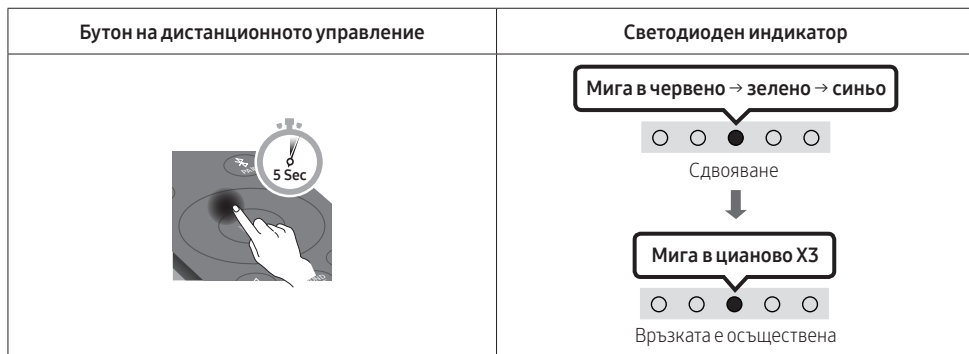 Бутон на дистанционното управление
Светодиоден индикатор
5 Sec
Мига в червено → зелено → синьо
Сдвояване
Мига в цианово X3
Връзката е осъществена